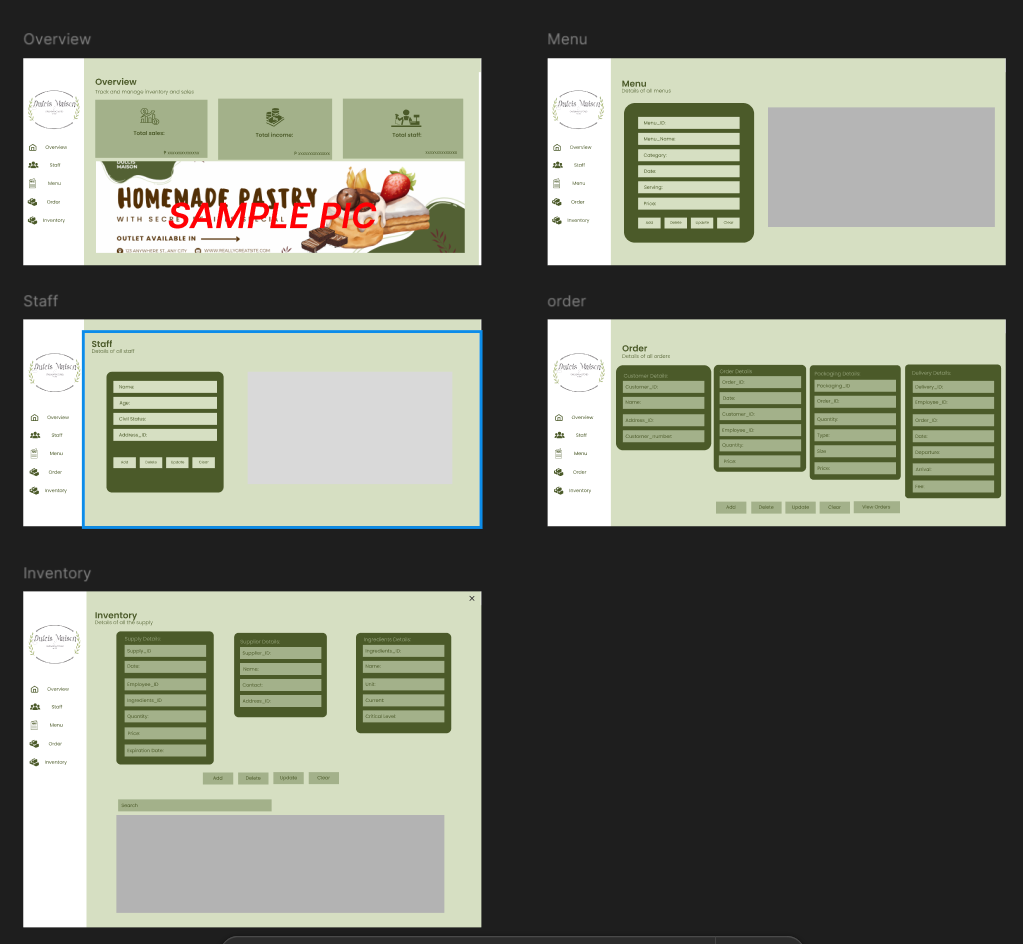 Overview
Dulcis Maison
Overview
Staff
Menu
Order
Inventory
Overview
Track and manage inventory and sales
Total sales:
₱ xxxxxxxxxxxxx
Total income:
₱ xxxxxxxxxxxxx
Total staff:
xxxxxxxxxxxxx
DULCIS
MAISON
HOMEMADE PASTRY
SAMPLE PIC
OUTLET AVAILABLE IN
123 ANYWHERE ST. ANY CITY
WWW.REALLYGREATSITE.COM
Menu
Dulcis Maison
Overview
Staff
Menu
Order
Inventory
Menu
Details of all menus
Menu_ID:
Menu_Name:
Category:
Date:
Serving:
Price:
Add
Delete
Update
Clear
Staff
Dulcis Maison
Overview
Staff
Menu
Order
Inventory
Staff
Details of all staff
Name:
Age:
Civil Status:
Address_ID:
Add
Delete
Update
Clear
order
Dulcis Maison
Overview
Staff
Menu
Order
Inventory
Order
Details of all orders
Customer Details:
Customer_ID:
Name:
Address_ID:
Customer_number:
Order Details
Order_ID:
Date:
Customer_ID:
Employee_ID:
Quantity:
Price:
Packaging Details:
Packaging_ID:
Order_ID:
Quantity:
Type:
Size:
Price:
Delivery Details:
Delivery_ID:
Employee_ID:
Order_ID:
Date:
Departure:
Arrival:
Fee:
Add
Delete
Update
Clear
View Orders
Inventory
Dulcis Maison
Overview
Staff
Menu
Order
Inventory
Inventory
Details of all the supply
Supply Details:
Supply_ID:
Date:
Employee_ID:
Ingredients_ID:
Quantity:
Price:
Expiration Date:
Supplier Details:
Supplier_ID:
Name:
Contact:
Address_ID:
Ingredients Details:
Ingredients_ID:
Name:
Unit:
Current:
Critical Level:
Add
Delete
Update
Clear
Search: